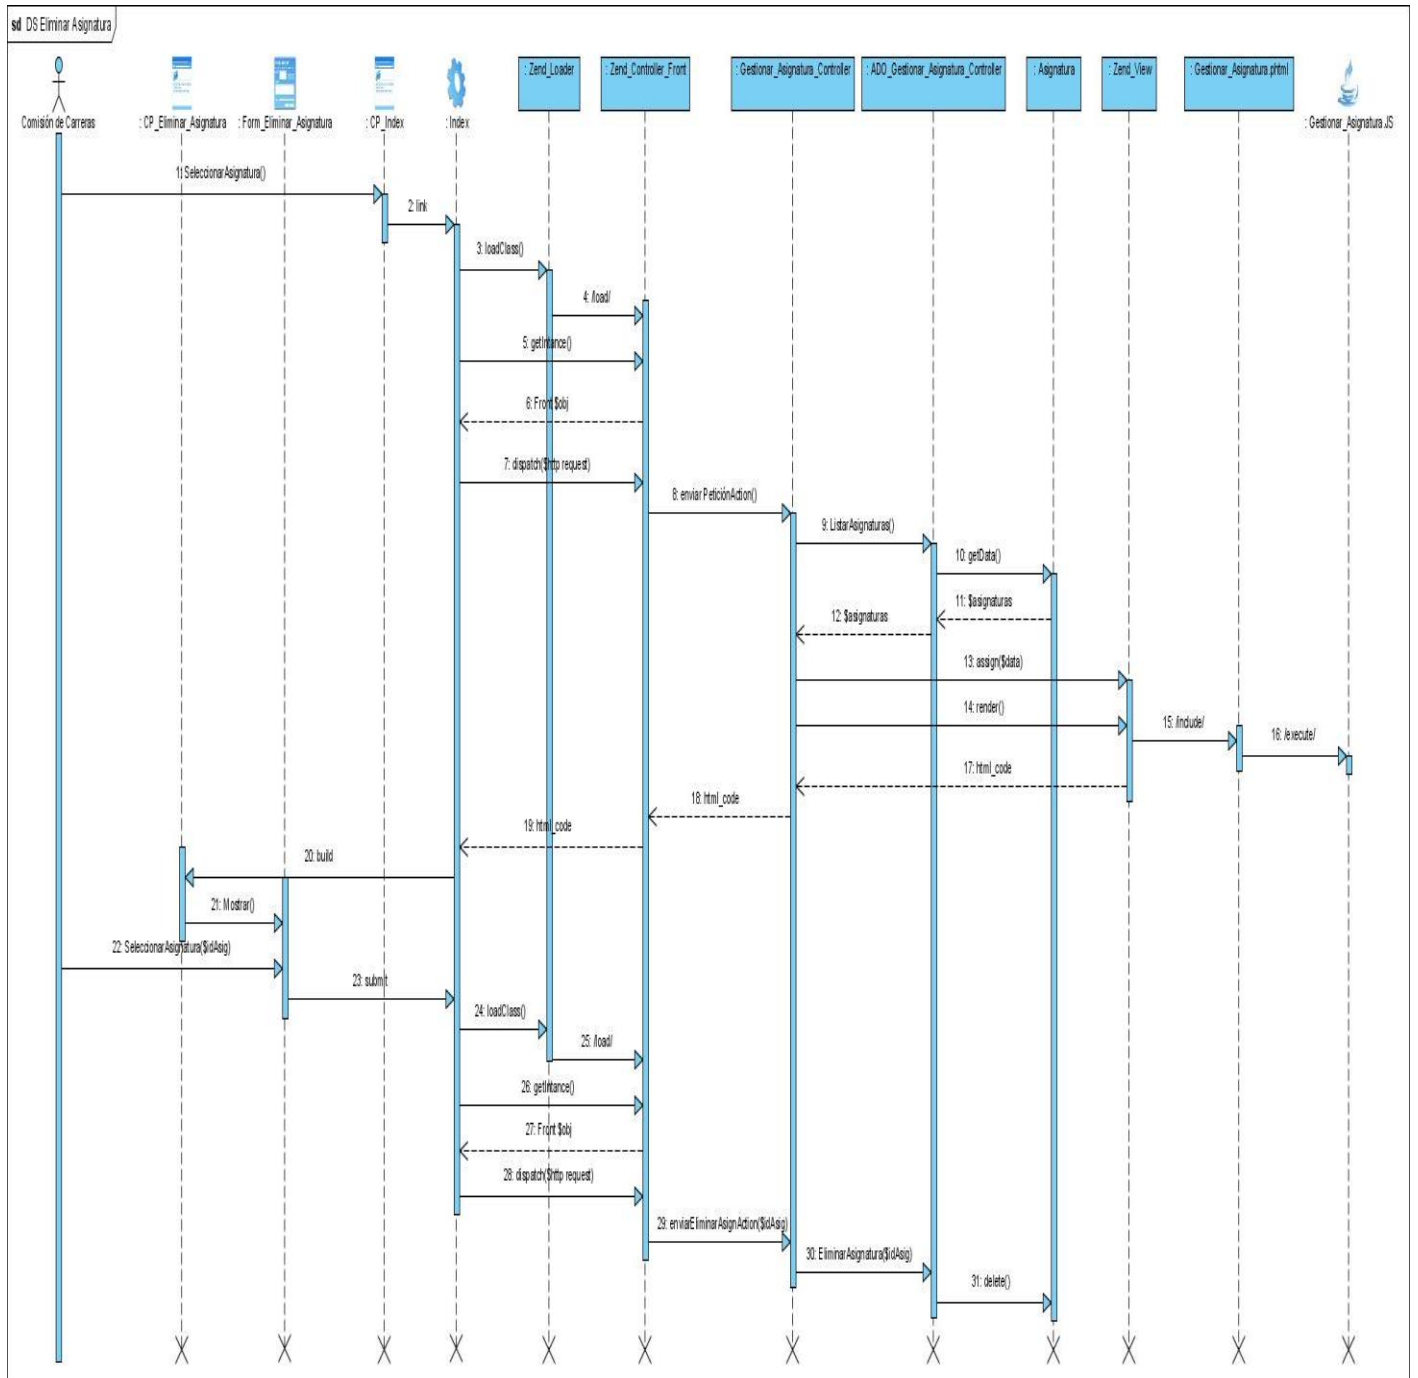 sd DS Eliminar Asignatura
: Zend_Loader
: Zend_Controller_Front
: Gestionar_Asignatura_Controller
: ADO_Gestionar_Asignatura_Controller
: Asignatura
: Zend_View
: Gestionar_Asignatura.phtml
Comisión de Carreras
: CP_Eliminar_Asignatura
: Form_Eliminar_Asignatura
: CP_Index
: Index
: Gestionar_Asignatura.JS
1: SeleccionarAsignatura()
2: link
3: loadClass()
4: /load/
5: getIntance()
6: Front $obj
7: dispatch($http request)
8: enviar PeticiónAction()
9: ListarAsignaturas()
10: getData()
11: $asignaturas
12: $asignaturas
13: assign($data)
14: render()
15: /include/
16: /execute/
17: html_code
18: html_code
19: html_code
20: build
21: Mostrar()
22: SeleccionarAsignatura($idAsig)
23: submit
24: loadClass()
25: /load/
26: getIntance()
27: Front $obj
28: dispatch($http request)
29: enviarEliminarAsignAction($idAsig)
30: EliminarAsignatura($idAsig)
31: delete()